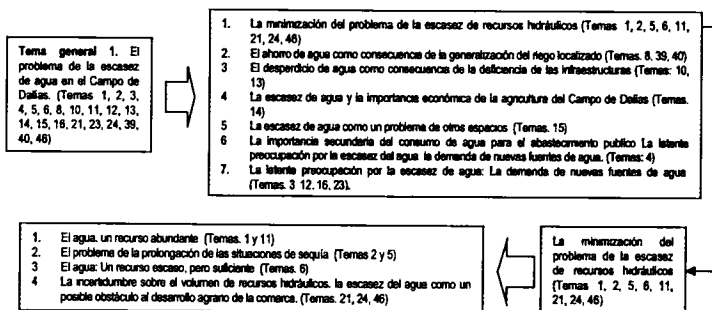 Tema general 1. El
problema de la escasez
de agua en el Campo de
Dalías. (Temas 1, 2, 3,
4, 5, 6, 8, 10, 11, 12, 13,
14, 15, 16, 21, 23, 24, 39,
40, 46)
1. La minimización del problema de la escasez de recursos hidráulicos (Temas 1, 2, 5, 6, 11,
21, 24, 46)
2. El ahorro de agua como consecuencia de la generalización del riego localizado (Temas. 8, 39, 40)
3 El desperdicio de agua como consecuencia de la deficiencia de las infraestructuras (Temas: 10,
13)
4 La escasez de agua y la importancia económica de la agricultura del Campo de Dalías (Temas.
14)
5 La escasez de agua como un problema de otros espacios (Temas. 15)
6 La importancia secundaria del consumo de agua para el abastecimiento publico La latente
preocupación por la escasez del agua la demanda de nuevas fuentes de agua. (Temas: 4)
7. La latente preocupación por la escasez de agua: La demanda de nuevas fuentes de agua
(Temas. 3 12. 16, 23).
1. El agua. un recurso abundante (Temas. 1 y 11)
2. El problema de la prolongación de las situaciones de sequía (Temas 2 y 5)
3 El agua: Un recurso escaso, pero suficiente (Temas. 6)
4 La incertidumbre sobre el volumen de recursos hidráulicos. la escasez del agua como un
posible obstáculo al desarrollo agrario de la comarca. (Temas. 21, 24, 46)
La minimización del
problema de la escasez
de recursos hidráulicos
(Temas 1, 2, 5, 6, 11,
21, 24, 46)